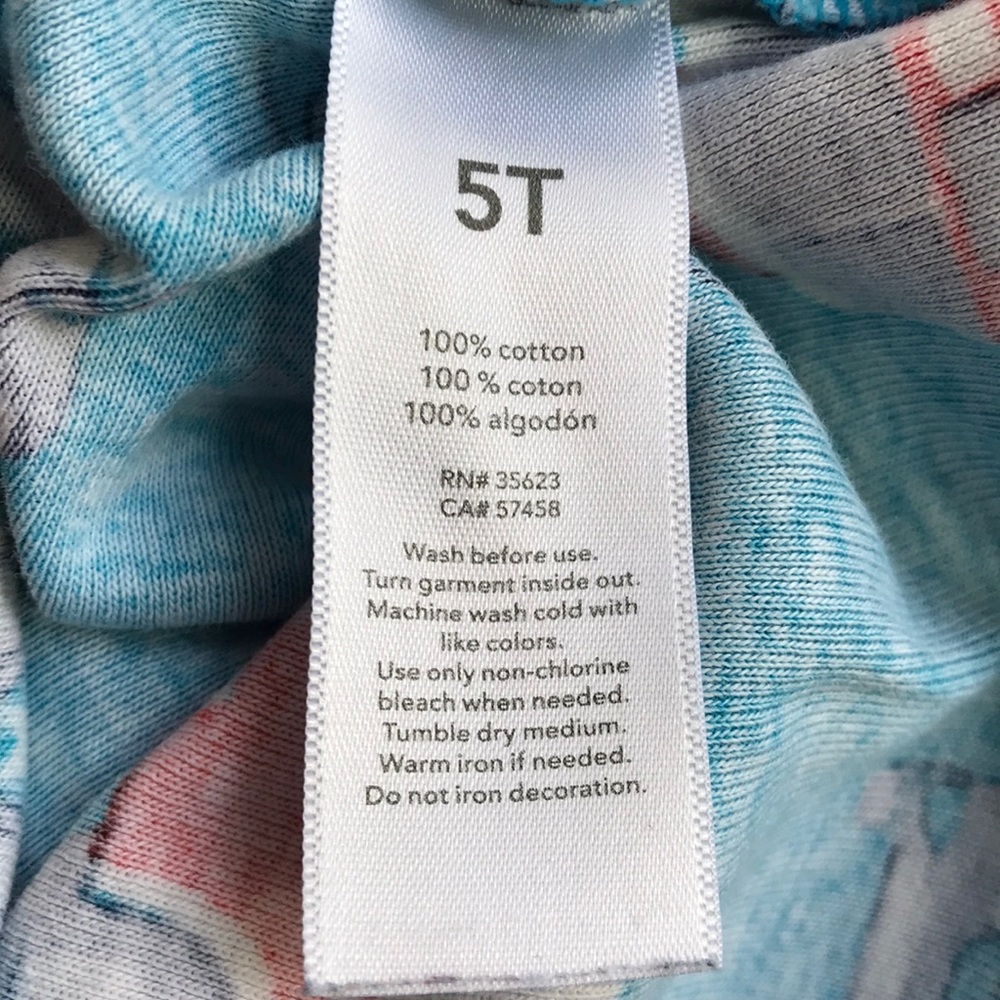 5T
100% cotton
100 % coton
100% algodón
RN# 35623
CA# 57458
Wash before use.
Turn garment inside out.
Machine wash cold with
like colors.
Use only non-chlorine
bleach when needed.
Tumble dry medium.
Warm iron if needed.
Do not iron decoration.